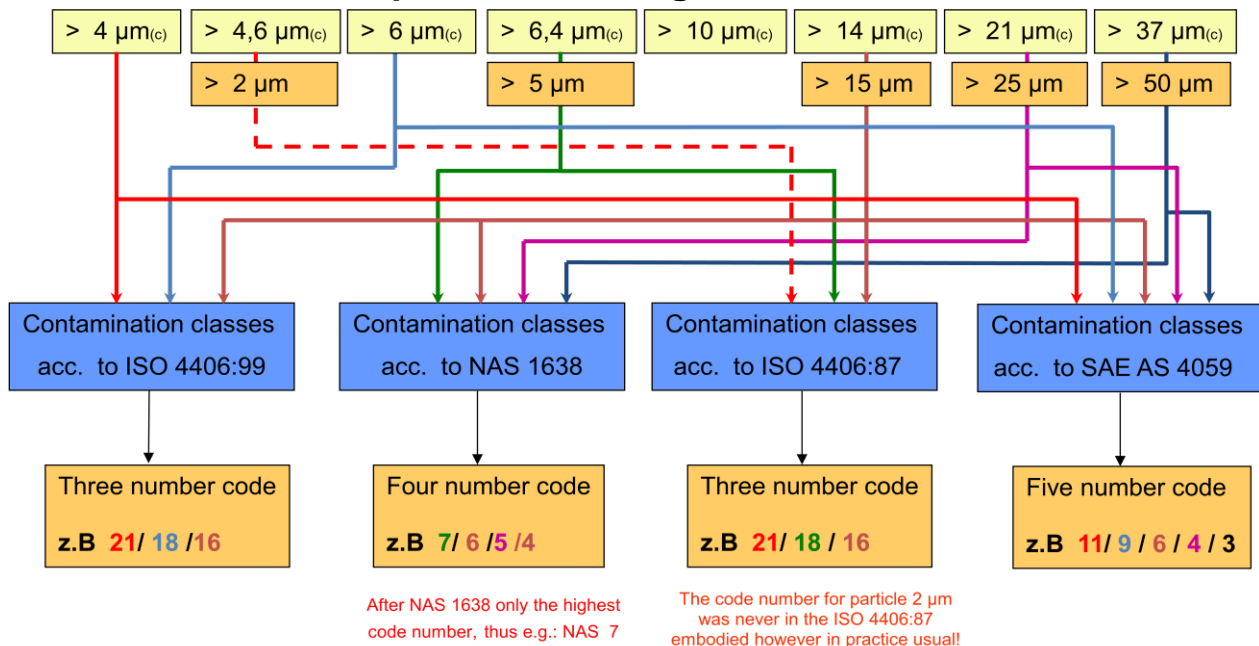 > 4 µm(c)
> 4,6 µm(c)
> 6 µm(c)
> 6,4 µm(c)
> 10 µm(c)
> 14 µm(c)
> 21 µm(c)
> 37 µm(c)
> 2 µm
> 5 µm
> 15 µm
> 25 µm
> 50 µm
Contamination classes
acc. to ISO 4406:99
Contamination classes
acc. to NAS 1638
Contamination classes
acc. to ISO 4406:87
Contamination classes
acc. to SAE AS 4059
Three number code
z.B 21/ 18 /16
Four number code
z.B 7/ 6 /5 /4
Three number code
z.B 21/ 18 / 16
Five number code
z.B 11/ 9 / 6 / 4 / 3
After NAS 1638 only the highest
code number, thus e.g.: NAS 7
The code number for particle 2 µm
was never in the ISO 4406:87
embodied however in practice usual!